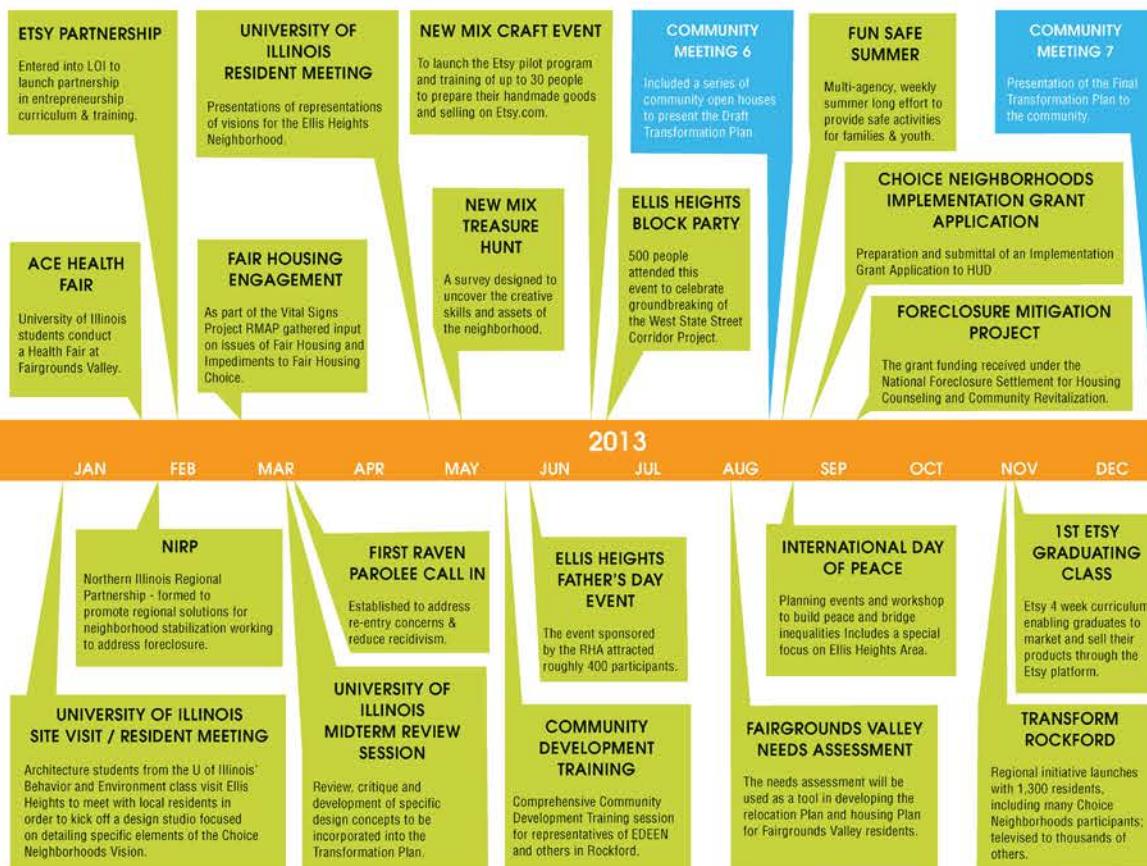 ETSY PARTNERSHIP
Entered into LOI to
launch partnership
in entrepreneurship
curriculum & training.
UNIVERSITY OF
ILLINOIS
RESIDENT MEETING
Presentations of representations
of visions for the Ellis Heights
Neighborhood.
NEW MIX CRAFT EVENT
To launch the Etsy pilot program
and training of up to 30 people
to prepare their handmade goods
and selling on Etsy.com.
COMMUNITY
MEETING 6
Included a series of
community open houses
to present the Draft
Transformation Plan
FUN SAFE
SUMMER
Multi-agency, weekly
summer long effort to
provide safe activities
for families & youth.
COMMUNITY
MEETING 7
Presentation of the Final
Transformation Plan to
the community.
ACE HEALTH
FAIR
University of Illinois
students conduct
a Health Fair at
Fairgrounds Valley.
FAIR HOUSING
ENGAGEMENT
As part of the Vital Signs
Project RMAP gathered input
on issues of Fair Housing and
Impediments to Fair Housing
Choice.
NEW MIX
TREASURE
HUNT
A survey designed to
uncover the creative
skills and assets of
the neighborhood.
ELLIS HEIGHTS
BLOCK PARTY
500 people
attended this
event to celebrate
groundbreaking of
the West State Street
Corridor Project.
CHOICE NEIGHBORHOODS
IMPLEMENTATION GRANT
APPLICATION
Preparation and submittal of an Implementation
Grant Application to HUD
FORECLOSURE MITIGATION
PROJECT
The grant funding received under the
National Foreclosure Settlement for Housing
Counseling and Community Revitalization.
2013
JAN FEB MAR APR MAY JUN JUL AUG SEP OCT NOV DEC
NIRP
Northern Illinois Regional
Partnership - formed to
promote regional solutions for
neighborhood stabilization working
to address foreclosure.
FIRST RAVEN
PAROLEE CALL IN
Established to address
re-entry concerns &
reduce recidivism.
ELLIS HEIGHTS
FATHER'S DAY
EVENT
The event sponsored
by the RHA attracted
roughly 400 participants.
INTERNATIONAL DAY
OF PEACE
Planning events and workshop
to build peace and bridge
inequalities Includes a special
focus on Ellis Heights Area.
1ST ETSY
GRADUATING
CLASS
Etsy 4 week curriculum
enabling graduates to
market and sell their
products through the
Etsy platform.
UNIVERSITY OF ILLINOIS
SITE VISIT / RESIDENT MEETING
Architecture students from the U of Illinois'
Behavior and Environment class visit Ellis
Heights to meet with local residents in
order to kick off a design studio focused
on detailing specific elements of the Choice
Neighborhoods Vision.
UNIVERSITY OF
ILLINOIS
MIDTERM REVIEW
SESSION
Review, critique and
development of specific
design concepts to be
incorporated into the
Transformation Plan.
COMMUNITY
DEVELOPMENT
TRAINING
Comprehensive Community
Development Training session
for representatives of EDEEN
and others in Rockford.
FAIRGROUNDS VALLEY
NEEDS ASSESSMENT
The needs assessment will be
used as a tool in developing the
relocation Plan and housing Plan
for Fairgrounds Valley residents.
TRANSFORM
ROCKFORD
Regional initiative launches
with 1,300 residents,
including many Choice
Neighborhoods participants;
televised to thousands of
others.